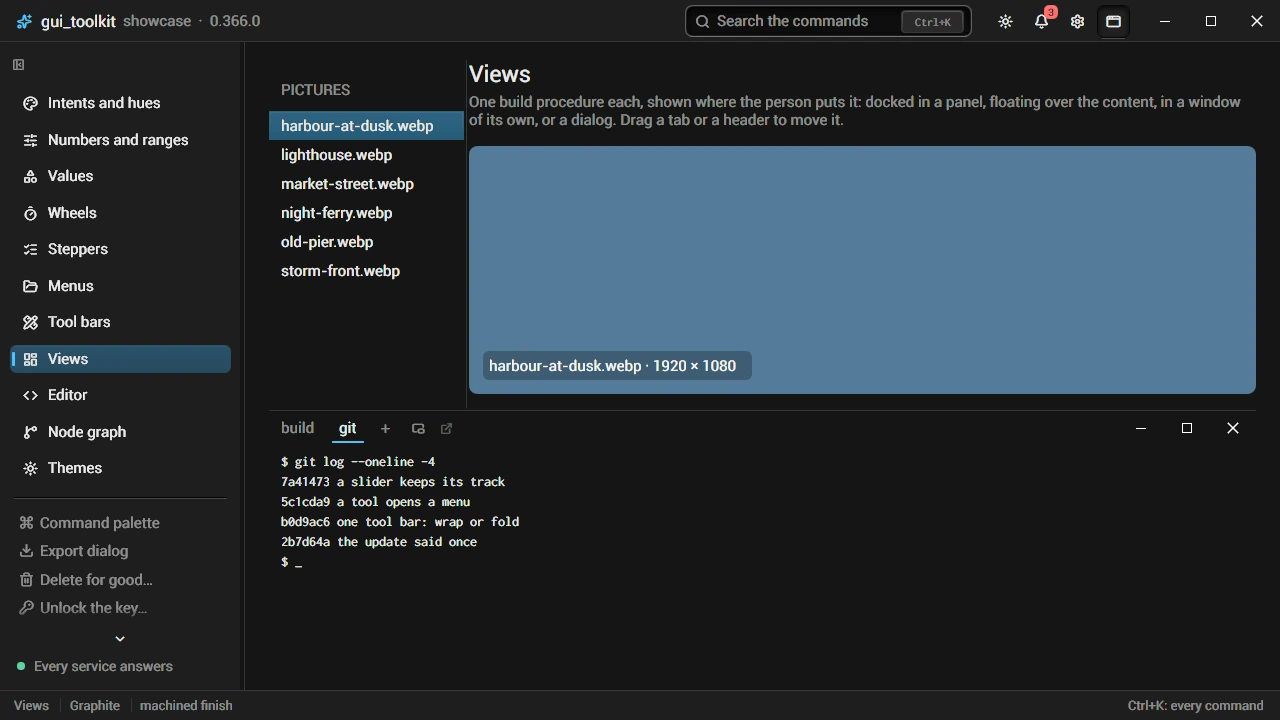 gui_toolkit showcase · 0.366.0
Search the commands Ctrl+K
3
Intents and hues
Numbers and ranges
Values
Wheels
Steppers
Menus
Tool bars
Views
Editor
Node graph
Themes
Command palette
Export dialog
Delete for good...
Unlock the key...
Every service answers
PICTURES
harbour-at-dusk.webp
lighthouse.webp
market-street.webp
night-ferry.webp
old-pier.webp
storm-front.webp
Views
One build procedure each, shown where the person puts it: docked in a panel, floating over the content, in a window
of its own, or a dialog. Drag a tab or a header to move it.
harbour-at-dusk.webp · 1920 × 1080
build git +
$ git log --oneline -4
7a41473 a slider keeps its track
5c1cda9 a tool opens a menu
b0d9ac6 one tool bar: wrap or fold
2b7d64a the update said once
$ _
Views Graphite machined finish
Ctrl+K: every command